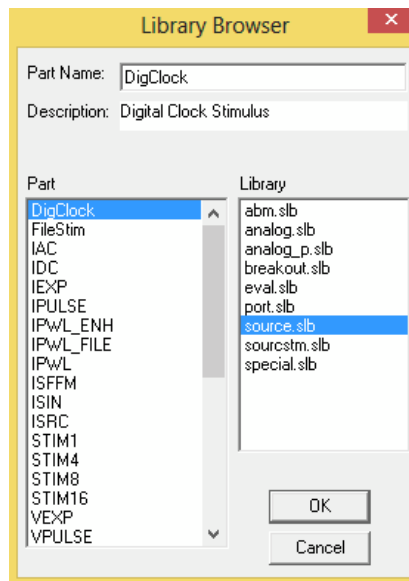 Library Browser
Part Name: DigClock
Description: Digital Clock Stimulus
Part
DigClock
FileStim
IAC
IDC
IEXP
IPULSE
IPWL_ENH
IPWL_FILE
IPWL
ISFFM
ISIN
ISRC
STIM1
STIM4
STIM8
STIM16
VEXP
VPULSE
Library
abm.slb
analog.slb
analog_p.slb
breakout.slb
eval.slb
port.slb
source.slb
sourcstm.slb
special.slb
OK
Cancel